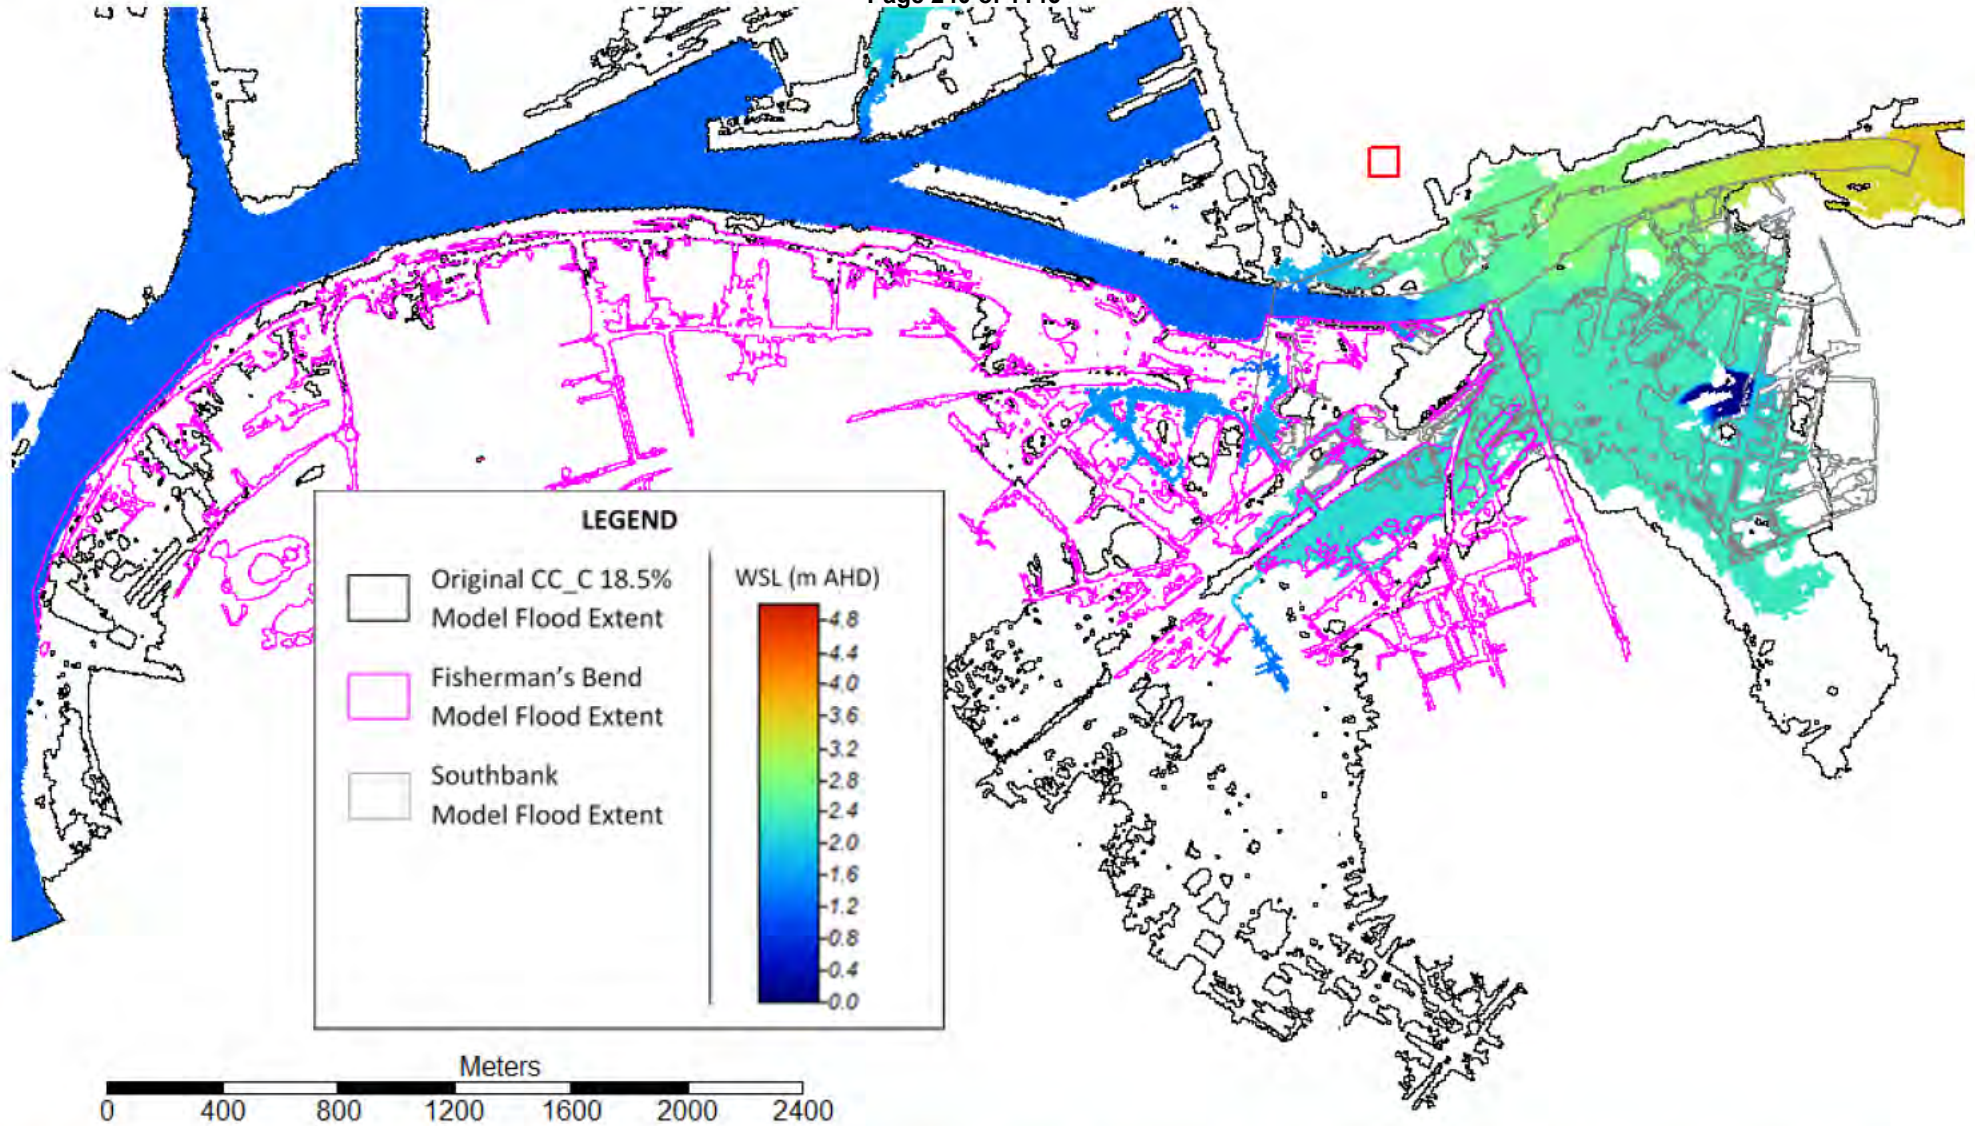 LEGEND
Original CC_C 18.5%
Model Flood Extent
Fisherman's Bend
Model Flood Extent
Southbank
Model Flood Extent
WSL (m AHD)
4.8
4.4
4.0
3.6
3.2
2.8
2.4
2.0
1.6
1.2
0.8
0.4
0.0
Meters
0 400 800 1200 1600 2000 2400